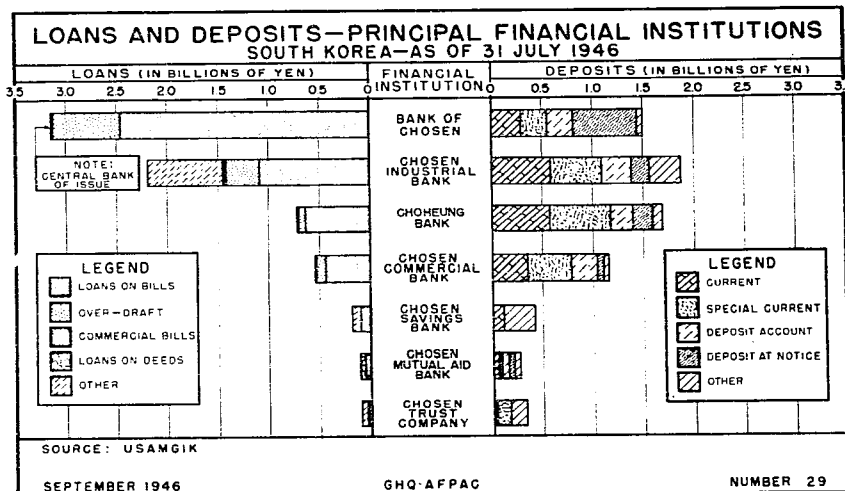 LOANS AND DEPOSITS—PRINCIPAL FINANCIAL INSTITUTIONS
SOUTH KOREA—AS OF 31 JULY 1946
LOANS (IN BILLIONS OF YEN)
FINANCIAL
INSTITUTION
DEPOSITS (IN BILLIONS OF YEN)
3.5 3.0 2.5 2.0 1.5 1.0 0.5 0
0 0.5 1.0 1.5 2.0 2.5 3.0 3.
BANK OF
CHOSEN
NOTE:
CENTRAL BANK
OF ISSUE
CHOSEN
INDUSTRIAL
BANK
CHOHEUNG
BANK
CHOSEN
COMMERCIAL
BANK
CHOSEN
SAVINGS
BANK
CHOSEN
MUTUAL AID
BANK
CHOSEN
TRUST
COMPANY
LEGEND
LOANS ON BILLS
OVER-DRAFT
COMMERCIAL BILLS
LOANS ON DEEDS
OTHER
LEGEND
CURRENT
SPECIAL CURRENT
DEPOSIT ACCOUNT
DEPOSIT AT NOTICE
OTHER
SOURCE: USAMGIK
SEPTEMBER 1946
GHQ-AFPAC
NUMBER 29